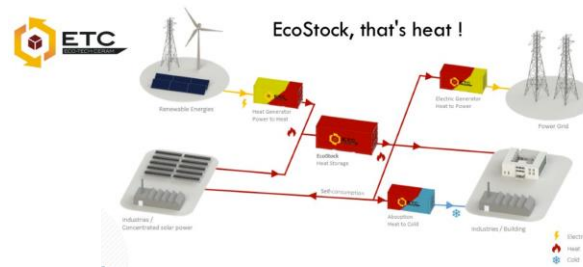 ETC
ECO-TECH-CERAM
EcoStock, that's heat !
Renewable Energies
Heat Generator
Power to Heat
Electric Generator
Heat to Power
Power Grid
EcoStock
Heat Storage
Self-consumption
Industries /
Concentrated solar power
Absorption
Heat to Cold
Industries / Building
Heat
Cold